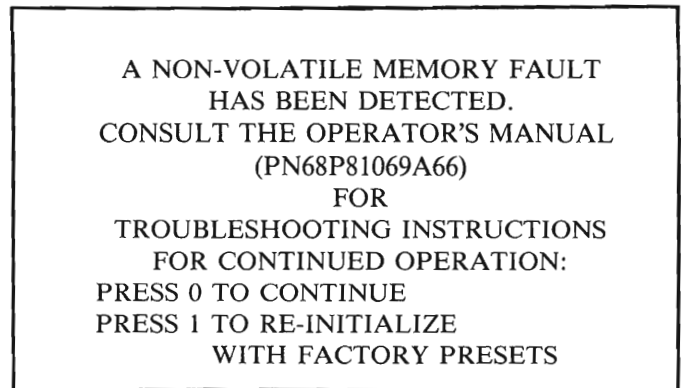 A NON-VOLATILE MEMORY FAULT
HAS BEEN DETECTED.
CONSULT THE OPERATOR'S MANUAL
(PN68P81069A66)
FOR
TROUBLESHOOTING INSTRUCTIONS
FOR CONTINUED OPERATION:
PRESS 0 TO CONTINUE
PRESS 1 TO RE-INITIALIZE
WITH FACTORY PRESETS